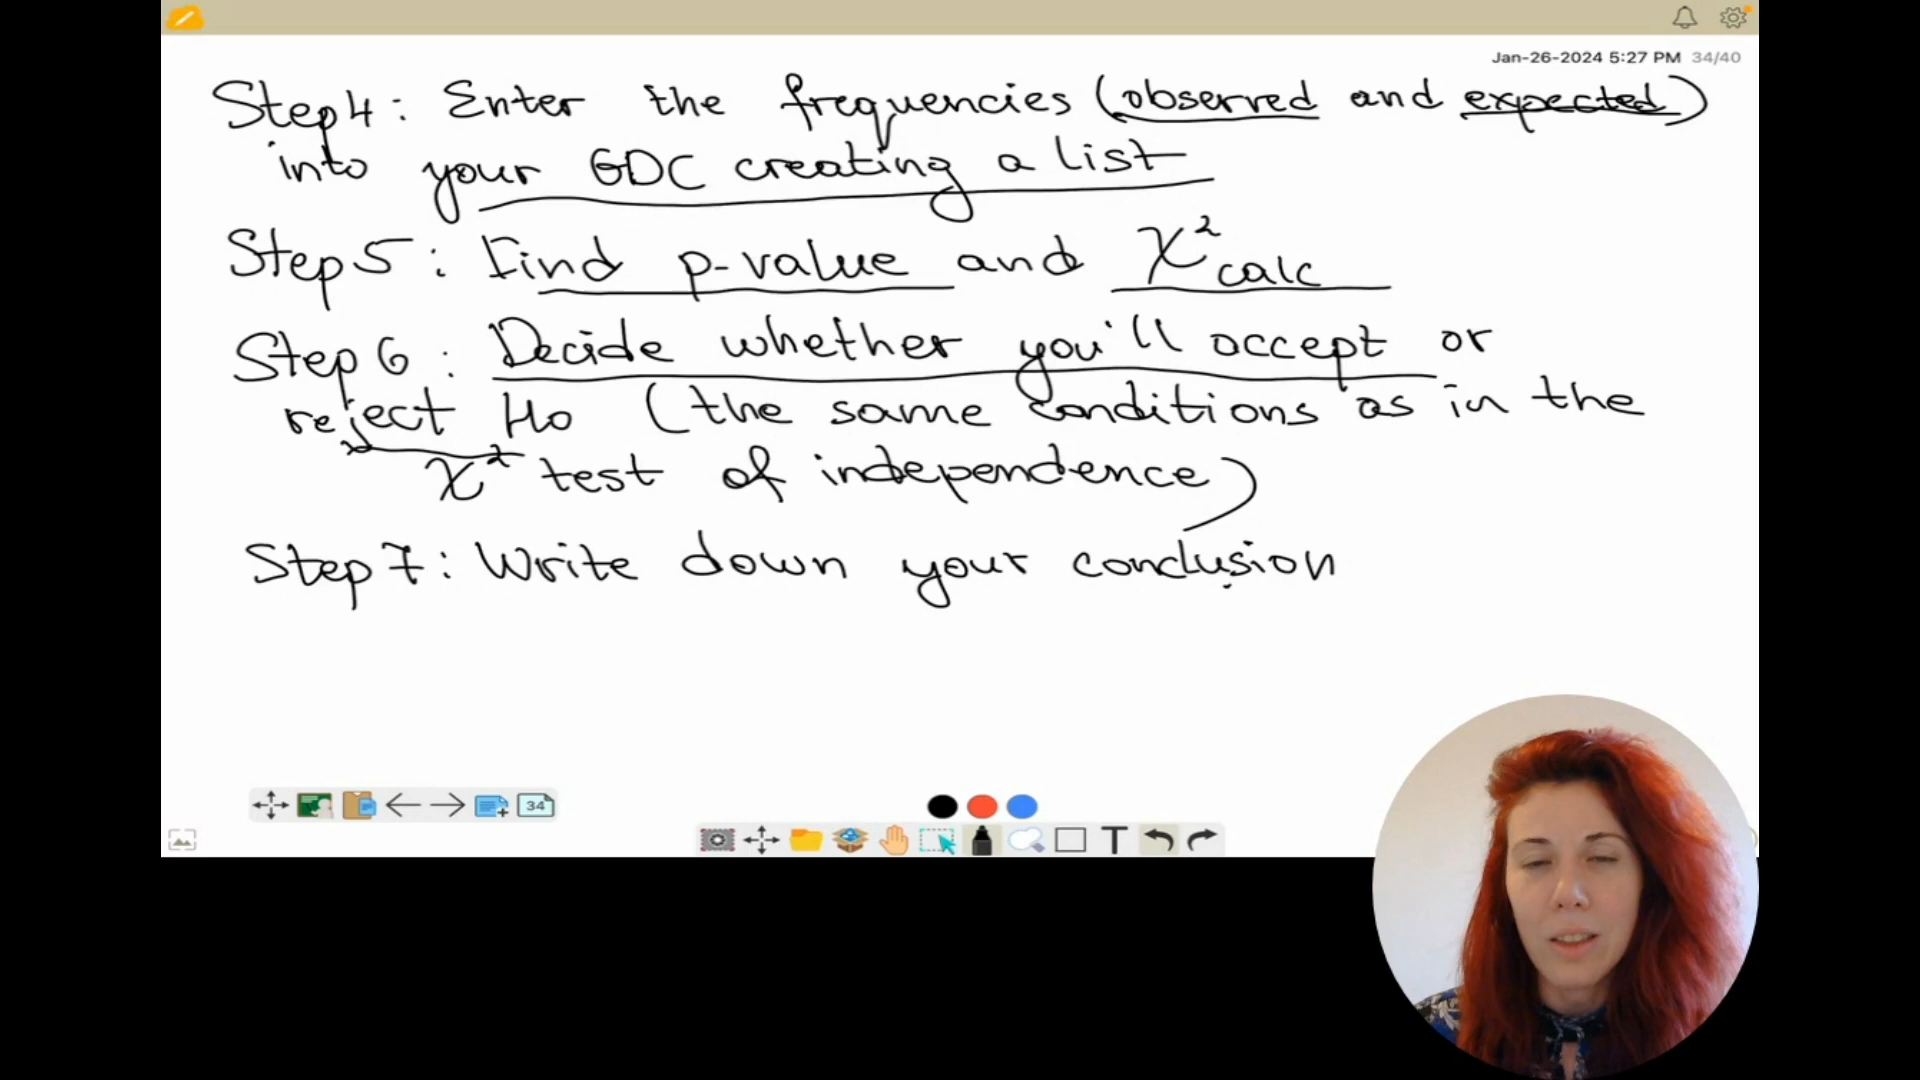 Jan-26-2024 5:27 PM 34/40
Step 4: Enter the frequencies (observed and expected)
into your GDC creating a list
Step 5: Find p-value and χ² calc
Step 6: Decide whether you'll accept or
reject Ho (the same conditions as in the
χ² test of independence)
Step 7: Write down your conclusion
34
T